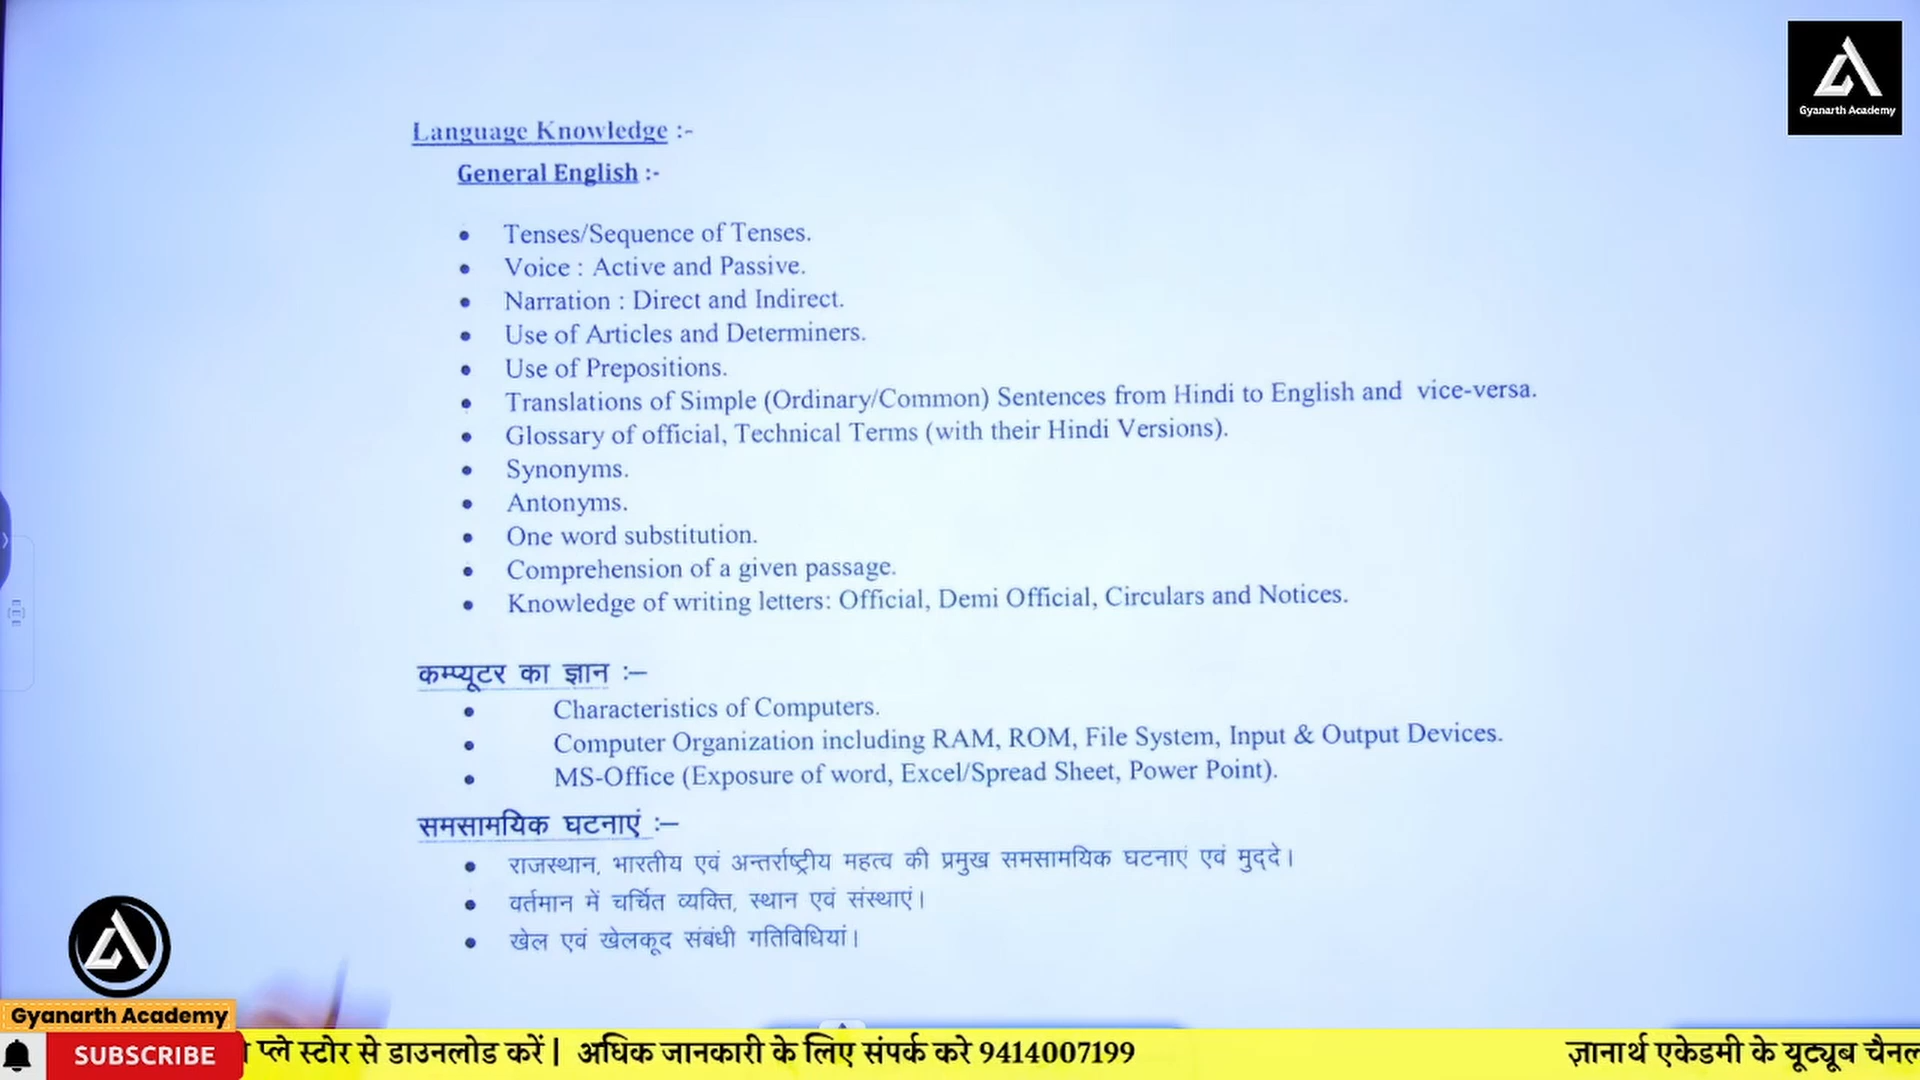 Gyanarth Academy
Language Knowledge :-
General English :-
• Tenses/Sequence of Tenses.
• Voice : Active and Passive.
• Narration : Direct and Indirect.
• Use of Articles and Determiners.
• Use of Prepositions.
• Translations of Simple (Ordinary/Common) Sentences from Hindi to English and vice-versa.
• Glossary of official, Technical Terms (with their Hindi Versions).
• Synonyms.
• Antonyms.
• One word substitution.
• Comprehension of a given passage.
• Knowledge of writing letters: Official, Demi Official, Circulars and Notices.
कम्प्यूटर का ज्ञान :–
• Characteristics of Computers.
• Computer Organization including RAM, ROM, File System, Input & Output Devices.
• MS-Office (Exposure of word, Excel/Spread Sheet, Power Point).
समसामयिक घटनाएं :–
• राजस्थान, भारतीय एवं अन्तर्राष्ट्रीय महत्व की प्रमुख समसामयिक घटनाएं एवं मुद्दे।
• वर्तमान में चर्चित व्यक्ति, स्थान एवं संस्थाएं।
• खेल एवं खेलकूद संबंधी गतिविधियां।
Gyanarth Academy
SUBSCRIBE
प्ले स्टोर से डाउनलोड करें | अधिक जानकारी के लिए संपर्क करे 9414007199 ज्ञानार्थ एकेडमी के यूट्यूब